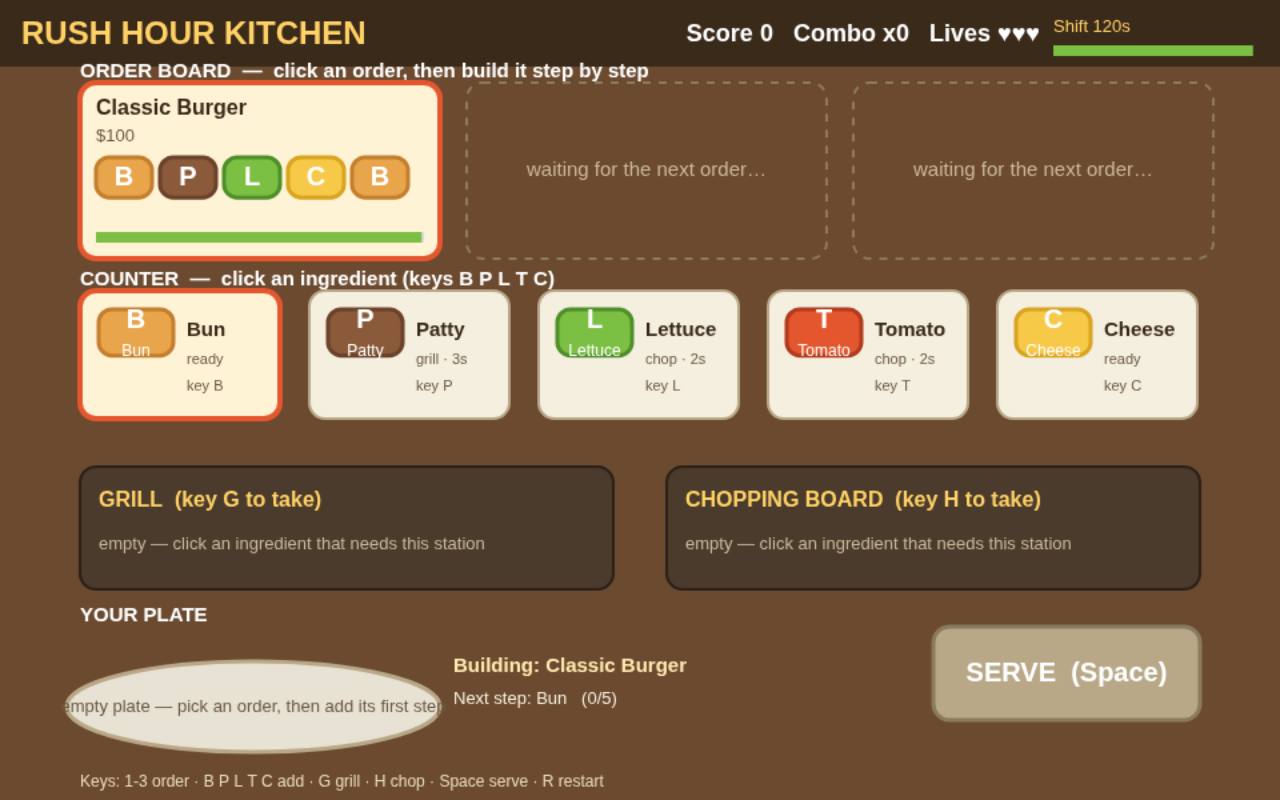 RUSH HOUR KITCHEN
Score 0 Combo x0 Lives ♥♥♥ Shift 120s
ORDER BOARD — click an order, then build it step by step
Classic Burger
$100
B P L C B
waiting for the next order…
waiting for the next order…
COUNTER — click an ingredient (keys B P L T C)
B
Bun
Bun
ready
key B
P
Patty
Patty
grill · 3s
key P
L
Lettuce
Lettuce
chop · 2s
key L
T
Tomato
Tomato
chop · 2s
key T
C
Cheese
Cheese
ready
key C
GRILL (key G to take)
empty — click an ingredient that needs this station
CHOPPING BOARD (key H to take)
empty — click an ingredient that needs this station
YOUR PLATE
empty plate — pick an order, then add its first step
Building: Classic Burger
Next step: Bun (0/5)
SERVE (Space)
Keys: 1-3 order · B P L T C add · G grill · H chop · Space serve · R restart